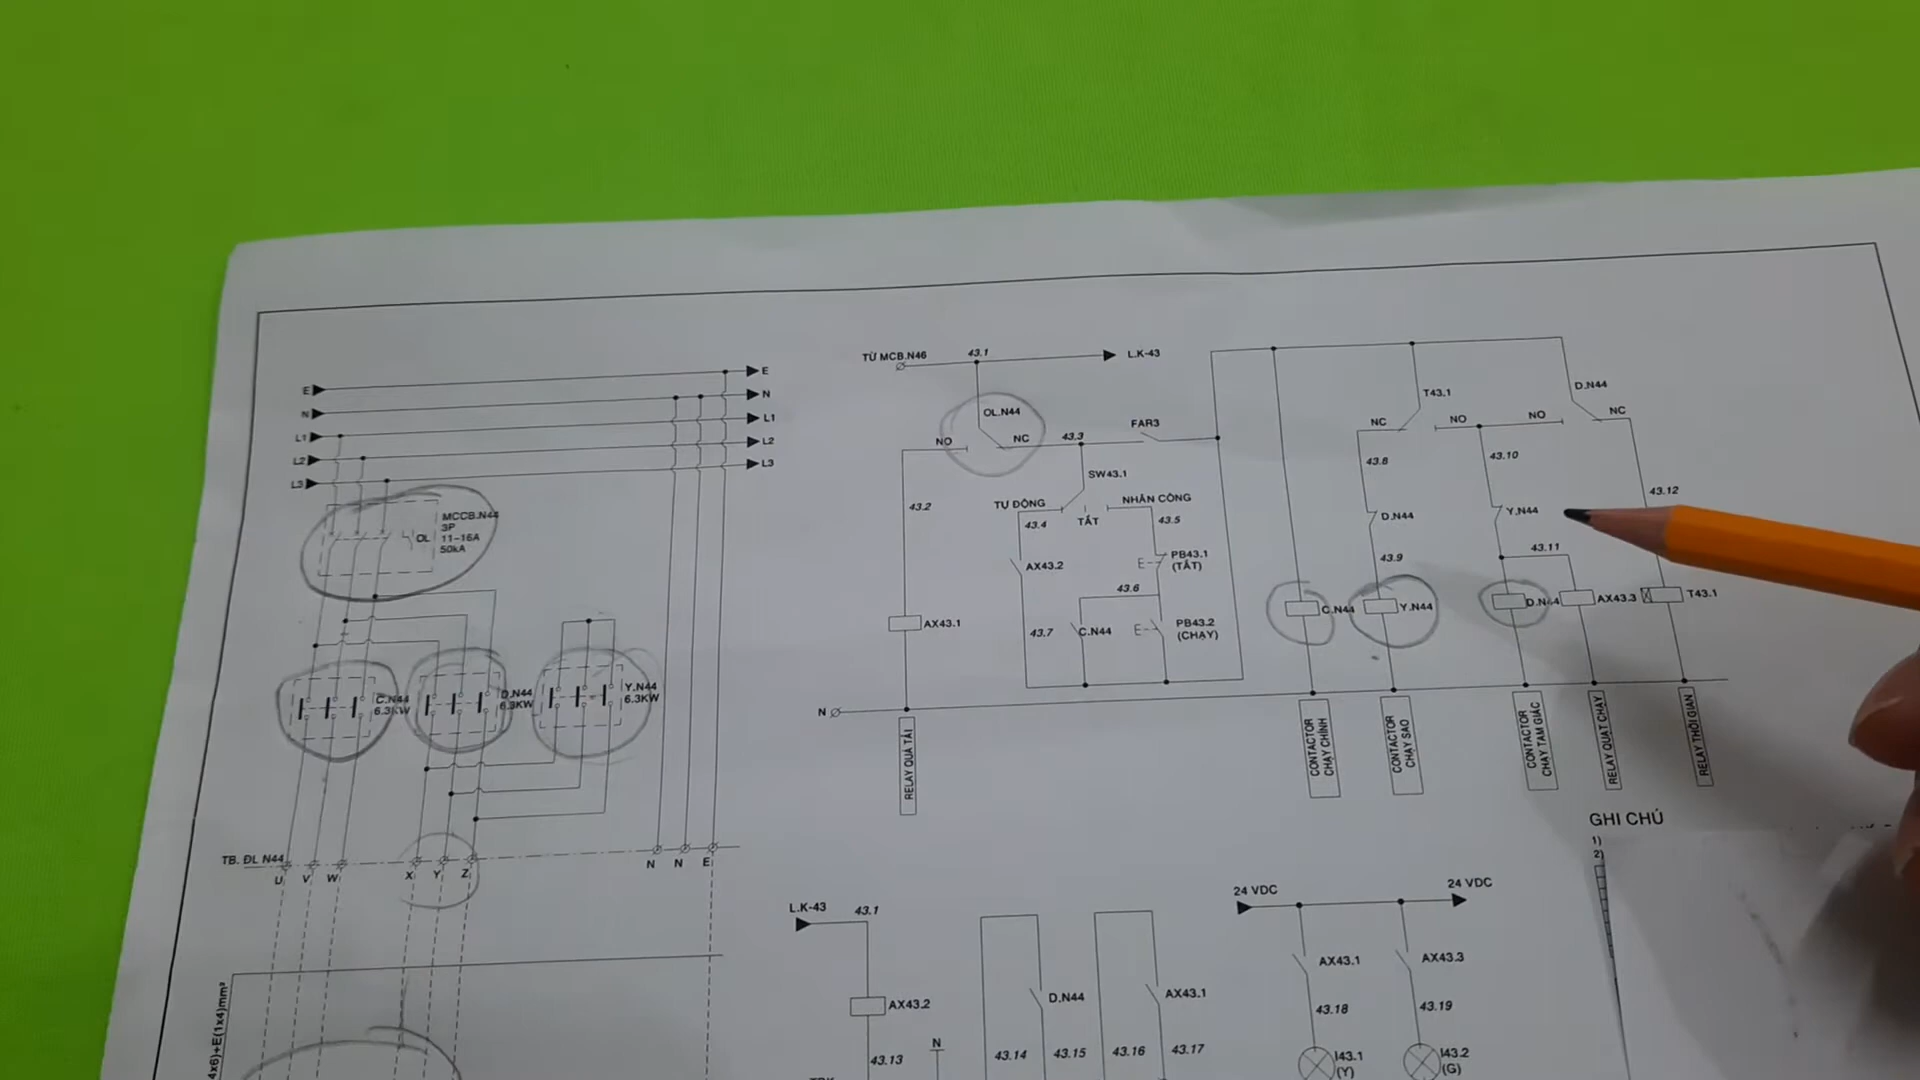 E
N
L1
L2
L3
E
N
L1
L2
L3
MCCB.N44
3P
11-16A
50kA
OL
C.N44
6.3KW
D.N44
6.3KW
Y.N44
6.3KW
TB. ĐL N44
U
V
W
X
Y
Z
N
N
E
4x6)+E(1x4)mm²
TỪ MCB.N46
43.1
L.K-43
OL.N44
NO
NC
43.3
FAR3
43.2
SW43.1
TỰ ĐỘNG
TẮT
NHÂN CÔNG
43.4
43.5
AX43.2
PB43.1
(TẮT)
E
43.6
43.7
C.N44
E
PB43.2
(CHẠY)
AX43.1
N
RELAY QUÁ TẢI
T43.1
NC
NO
NO
D.N44
NC
43.8
43.10
43.12
D.N44
Y.N44
43.9
43.11
C.N44
Y.N44
D.N44
AX43.3
T43.1
CONTACTOR
CHẠY CHÍNH
CONTACTOR
CHẠY SAO
CONTACTOR
CHẠY TAM GIÁC
RELAY QUẠT CHẠY
RELAY THỜI GIAN
GHI CHÚ
1)
2)
L.K-43
43.1
AX43.2
43.13
N
D.N44
43.14
43.15
AX43.1
43.16
43.17
24 VDC
24 VDC
AX43.1
AX43.3
43.18
43.19
I43.1
(Y)
I43.2
(G)